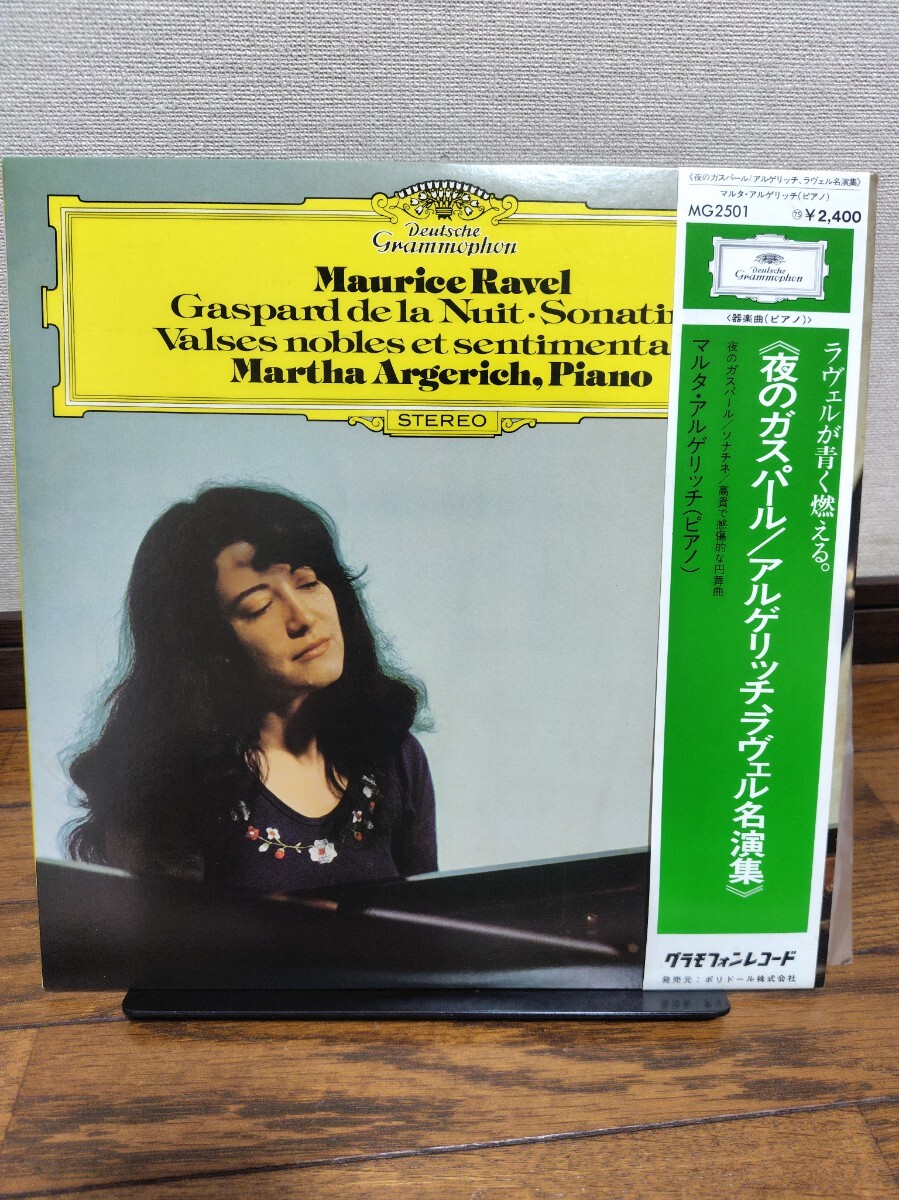 Deutsche
Grammophon
Maurice Ravel
Gaspard de la Nuit · Sonatin
Valses nobles et sentimenta
Martha Argerich, Piano
STEREO
《夜のガスパール/アルゲリッチ、ラヴェル名演集》
マルタ・アルゲリッチ(ピアノ)
MG2501 ㊆ ¥2,400
Deutsche
Grammophon
〈器楽曲(ピアノ)〉
ラヴェルが青く燃える。
《夜のガスパール/アルゲリッチ、ラヴェル名演集》
夜のガスパール/ソナチネ/高貴で感傷的な円舞曲
マルタ・アルゲリッチ(ピアノ)
グラモフォンレコード
発売元:ポリドール株式会社